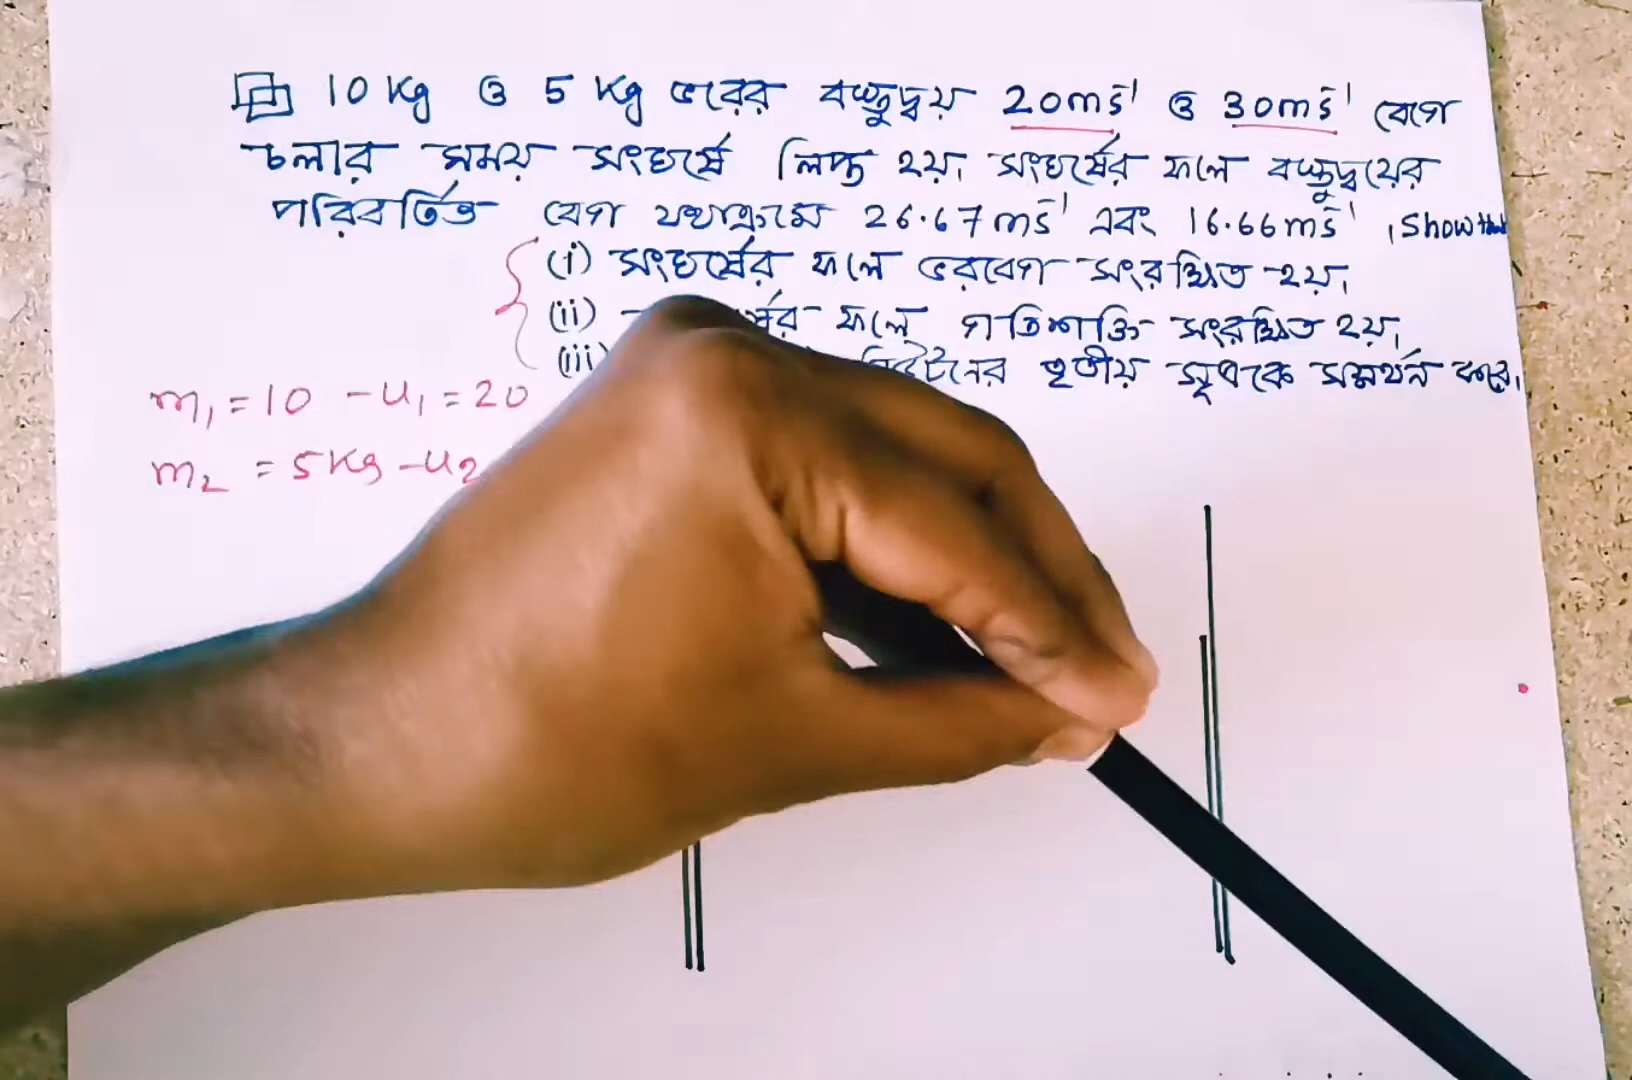 10 Kg ও 5 Kg ভরের বস্তুদ্বয় 20ms⁻¹ ও 30ms⁻¹ বেগে
চলার সময় সংঘর্ষে লিপ্ত হয়। সংঘর্ষের ফলে বস্তুদ্বয়ের
পরিবর্তিত বেগ যথাক্রমে 26.67ms⁻¹ এবং 16.66ms⁻¹, Show that
(i) সংঘর্ষের ফলে ভরবেগ সংরক্ষিত হয়।
(ii) ফলে গতিশক্তি সংরক্ষিত হয়।
(iii) নিউটনের তৃতীয় সূত্রকে সমর্থন করে।
m₁ = 10 - u₁ = 20
m₂ = 5Kg - u₂